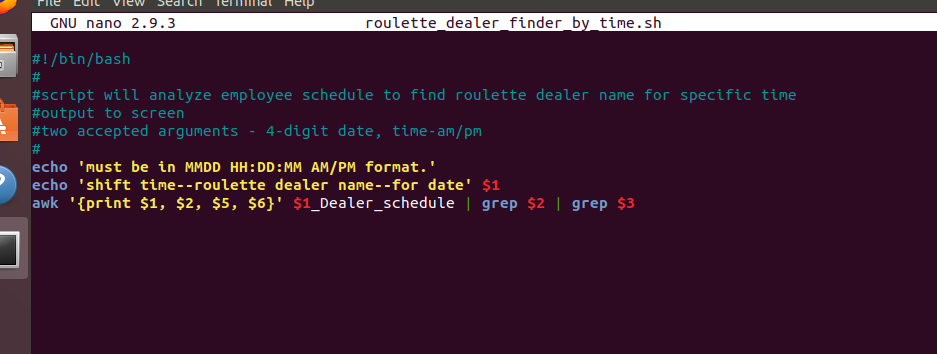 File Edit View Search Terminal Help
GNU nano 2.9.3 roulette_dealer_finder_by_time.sh
#!/bin/bash
#
#script will analyze employee schedule to find roulette dealer name for specific time
#output to screen
#two accepted arguments - 4-digit date, time-am/pm
#
echo 'must be in MMDD HH:DD:MM AM/PM format.'
echo 'shift time--roulette dealer name--for date' $1
awk '{print $1, $2, $5, $6}' $1_Dealer_schedule | grep $2 | grep $3